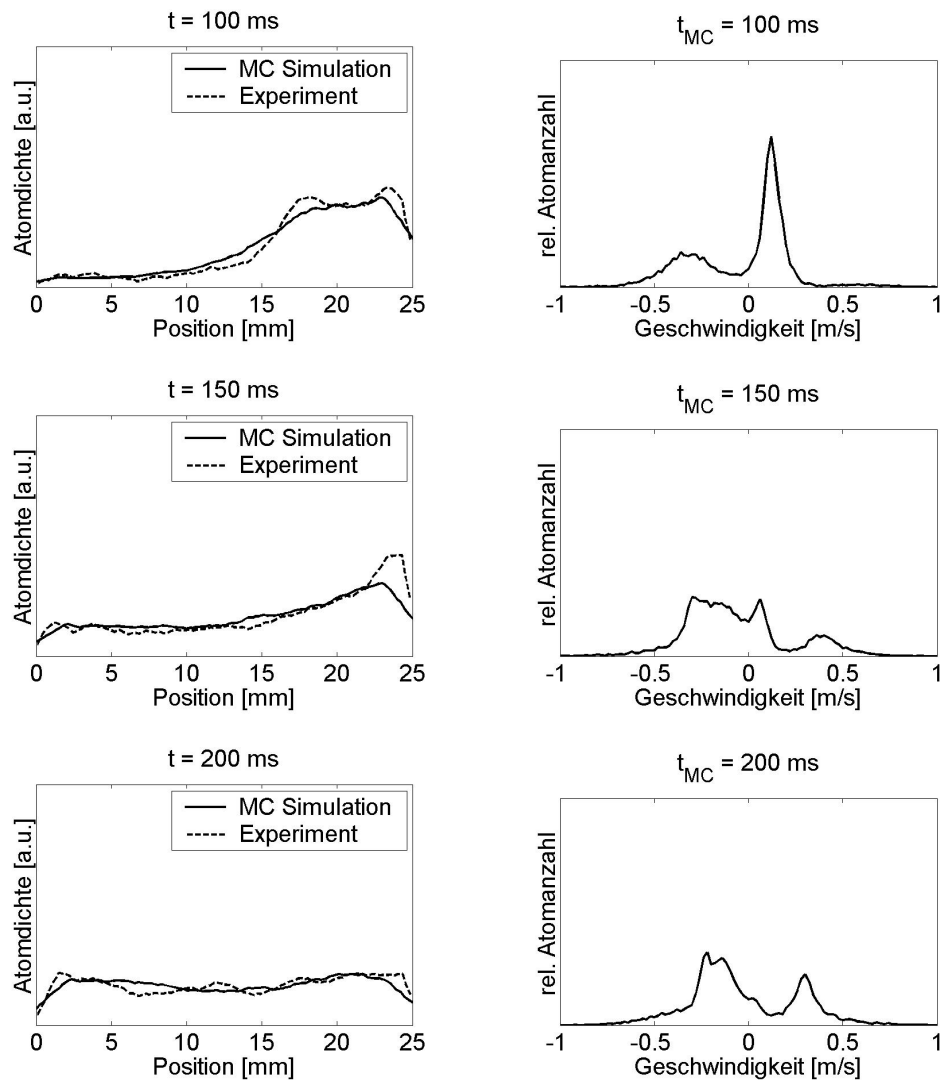 t = 100 ms
Atomdichte [a.u.]
MC Simulation
Experiment
0 5 10 15 20 25
Position [mm]
t_MC = 100 ms
rel. Atomanzahl
-1 -0.5 0 0.5 1
Geschwindigkeit [m/s]
t = 150 ms
Atomdichte [a.u.]
MC Simulation
Experiment
0 5 10 15 20 25
Position [mm]
t_MC = 150 ms
rel. Atomanzahl
-1 -0.5 0 0.5 1
Geschwindigkeit [m/s]
t = 200 ms
Atomdichte [a.u.]
MC Simulation
Experiment
0 5 10 15 20 25
Position [mm]
t_MC = 200 ms
rel. Atomanzahl
-1 -0.5 0 0.5 1
Geschwindigkeit [m/s]